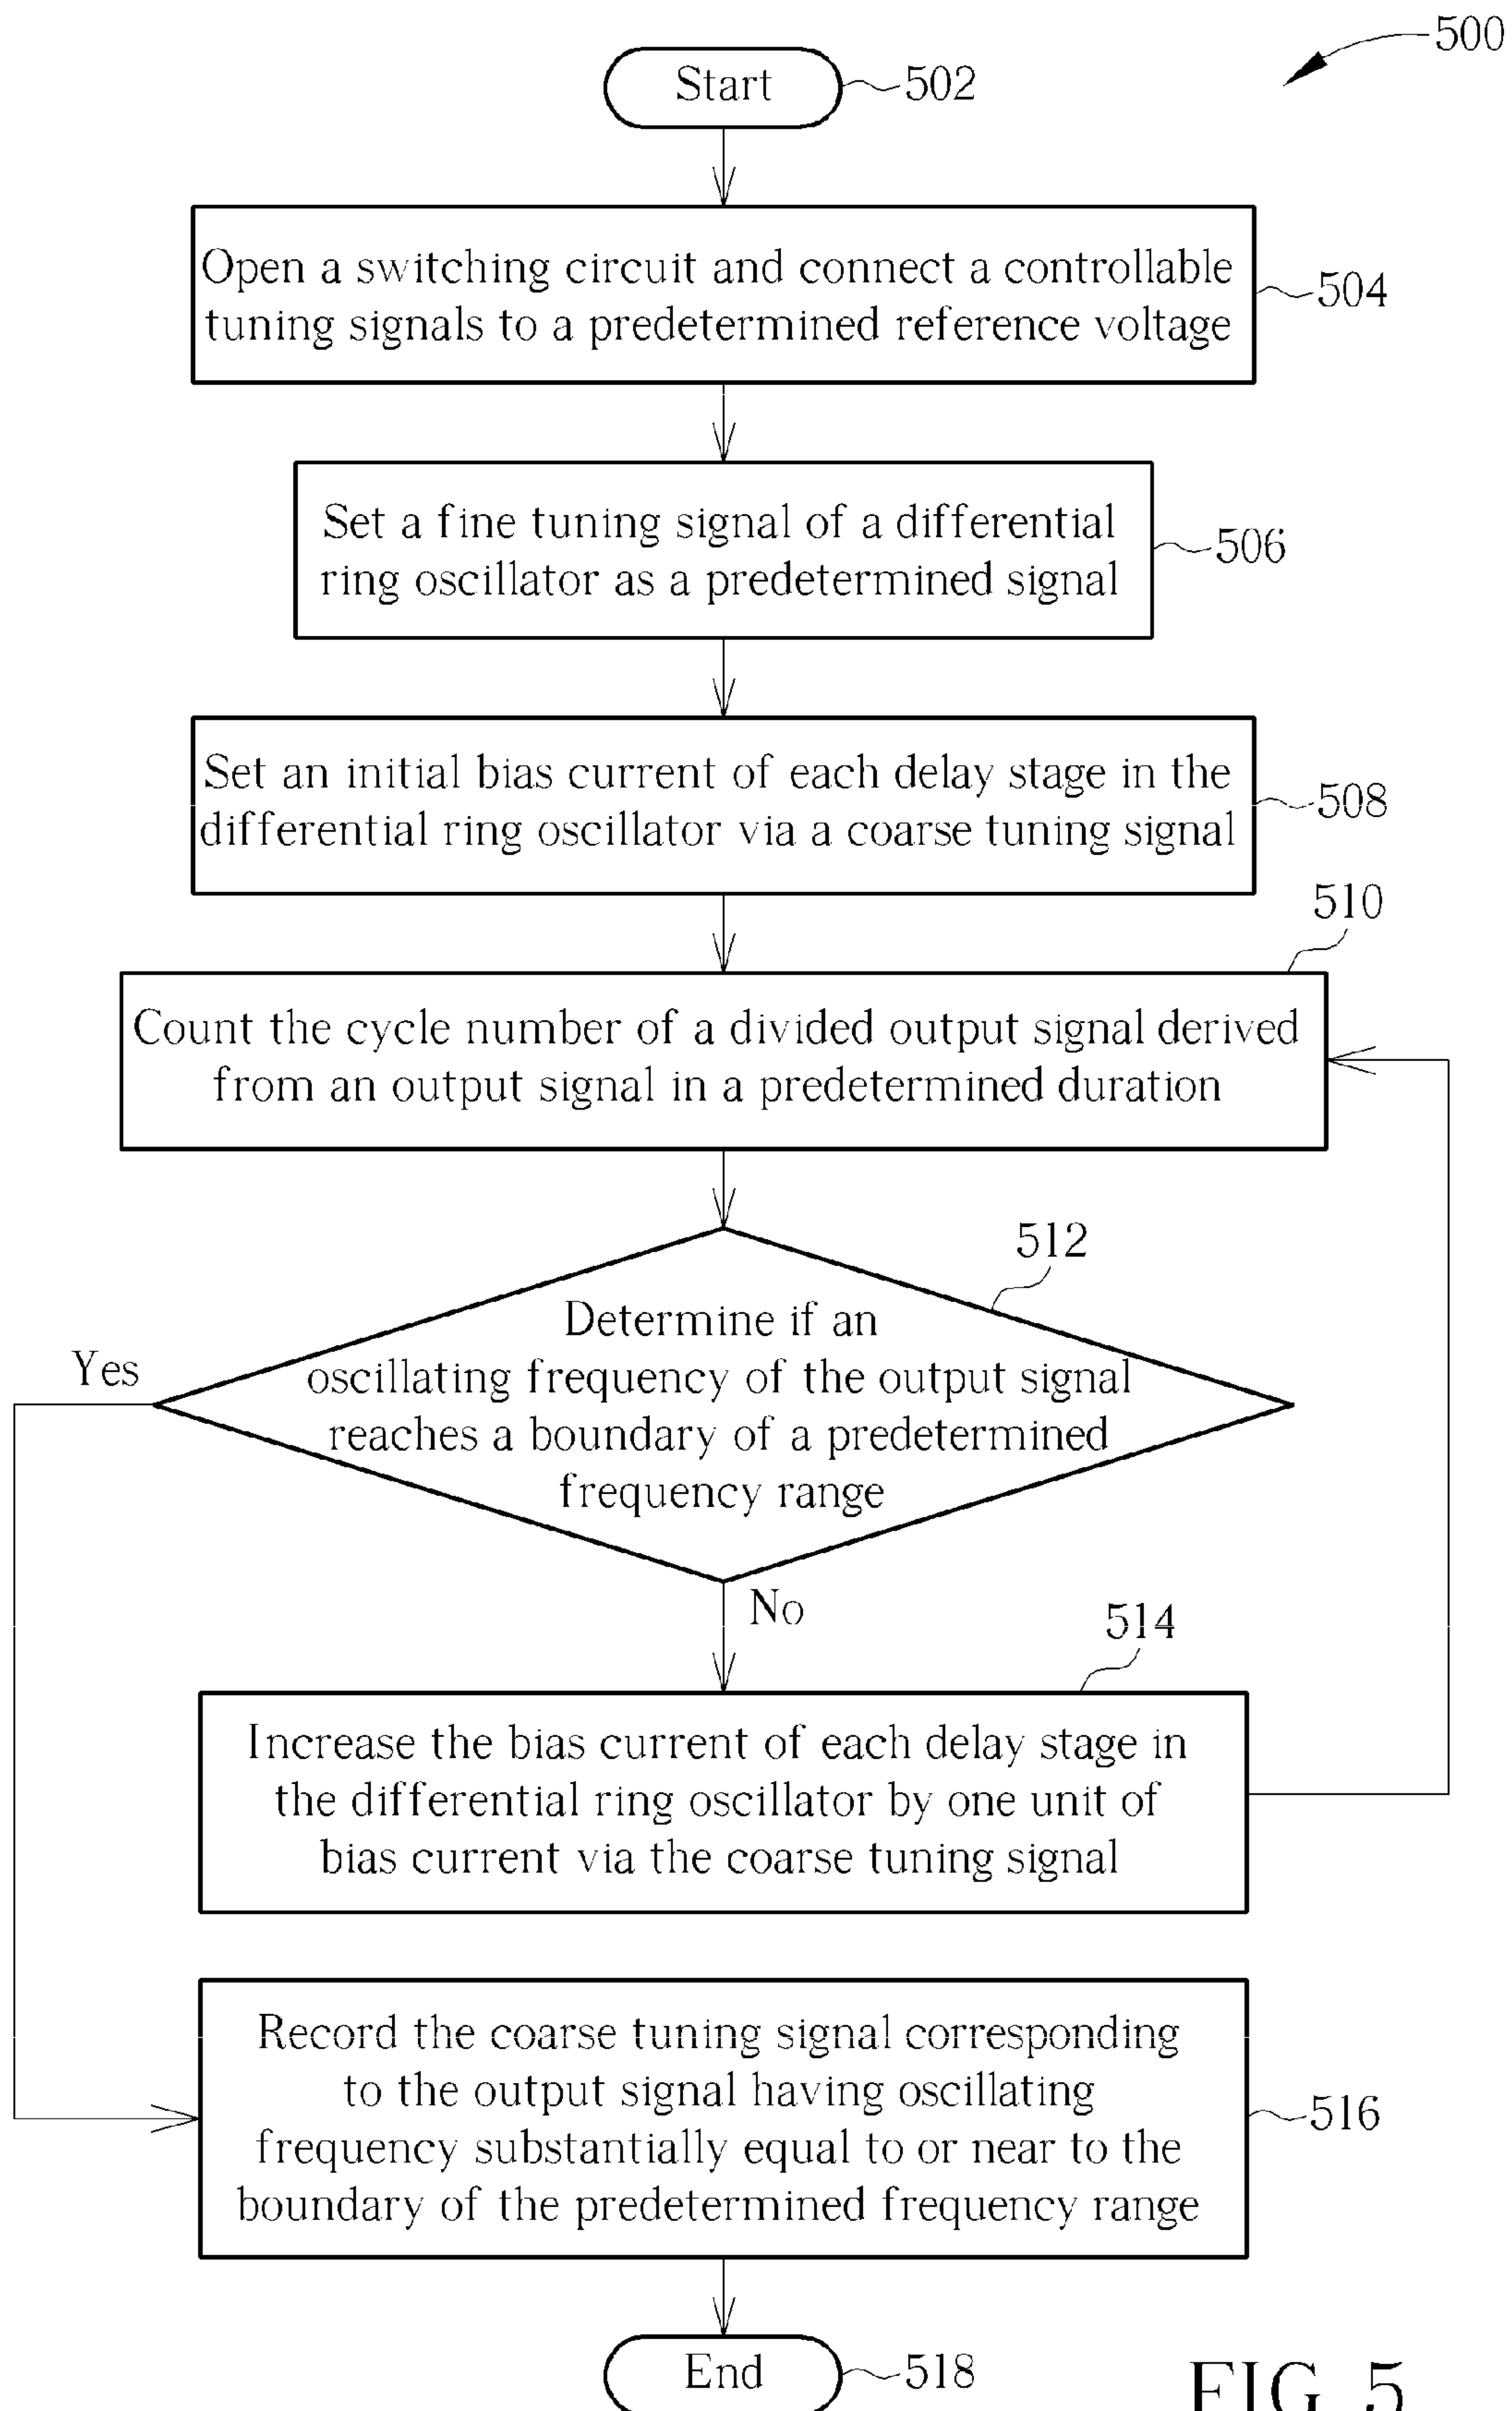 500
Start
502
Open a switching circuit and connect a controllable
tuning signals to a predetermined reference voltage
504
Set a fine tuning signal of a differential
ring oscillator as a predetermined signal
506
Set an initial bias current of each delay stage in the
differential ring oscillator via a coarse tuning signal
508
510
Count the cycle number of a divided output signal derived
from an output signal in a predetermined duration
512
Determine if an
oscillating frequency of the output signal
reaches a boundary of a predetermined
frequency range
Yes
No
514
Increase the bias current of each delay stage in
the differential ring oscillator by one unit of
bias current via the coarse tuning signal
Record the coarse tuning signal corresponding
to the output signal having oscillating
frequency substantially equal to or near to the
boundary of the predetermined frequency range
516
End
518
FIG. 5